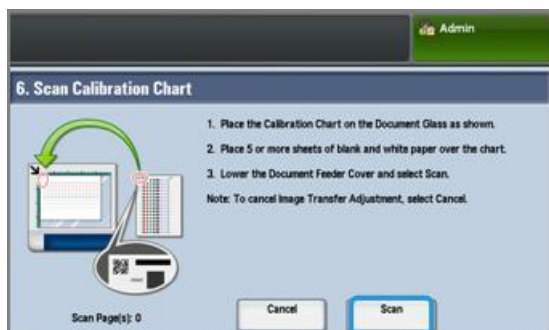 Admin
6. Scan Calibration Chart
1. Place the Calibration Chart on the Document Glass as shown.
2. Place 5 or more sheets of blank and white paper over the chart.
3. Lower the Document Feeder Cover and select Scan.
Note: To cancel Image Transfer Adjustment, select Cancel.
Scan Page(s): 0
Cancel
Scan